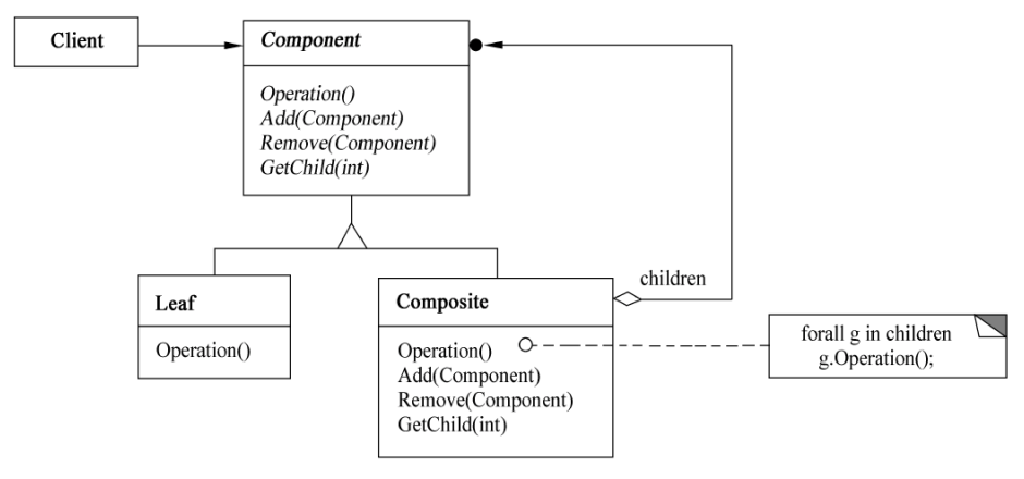 Client
Component
Operation()
Add(Component)
Remove(Component)
GetChild(int)
children
Leaf
Operation()
Composite
Operation()
Add(Component)
Remove(Component)
GetChild(int)
forall g in children
g.Operation();